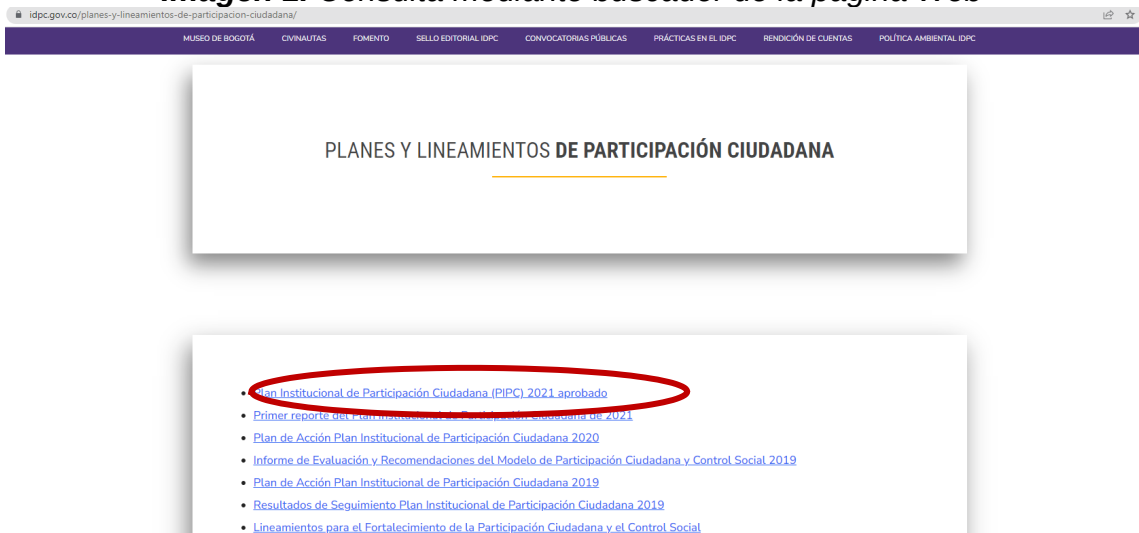 Imagen 2. Consulta mediante buscador de la página Web
idpc.gov.co/planes-y-lineamientos-de-participacion-ciudadana/
MUSEO DE BOGOTÁ CIVINAUTAS FOMENTO SELLO EDITORIAL IDPC CONVOCATORIAS PÚBLICAS PRÁCTICAS EN EL IDPC RENDICIÓN DE CUENTAS POLÍTICA AMBIENTAL IDPC
PLANES Y LINEAMIENTOS DE PARTICIPACIÓN CIUDADANA
• Plan Institucional de Participación Ciudadana (PIPC) 2021 aprobado
• Primer reporte del Plan Institucional de Participación Ciudadana de 2021
• Plan de Acción Plan Institucional de Participación Ciudadana 2020
• Informe de Evaluación y Recomendaciones del Modelo de Participación Ciudadana y Control Social 2019
• Plan de Acción Plan Institucional de Participación Ciudadana 2019
• Resultados de Seguimiento Plan Institucional de Participación Ciudadana 2019
• Lineamientos para el Fortalecimiento de la Participación Ciudadana y el Control Social